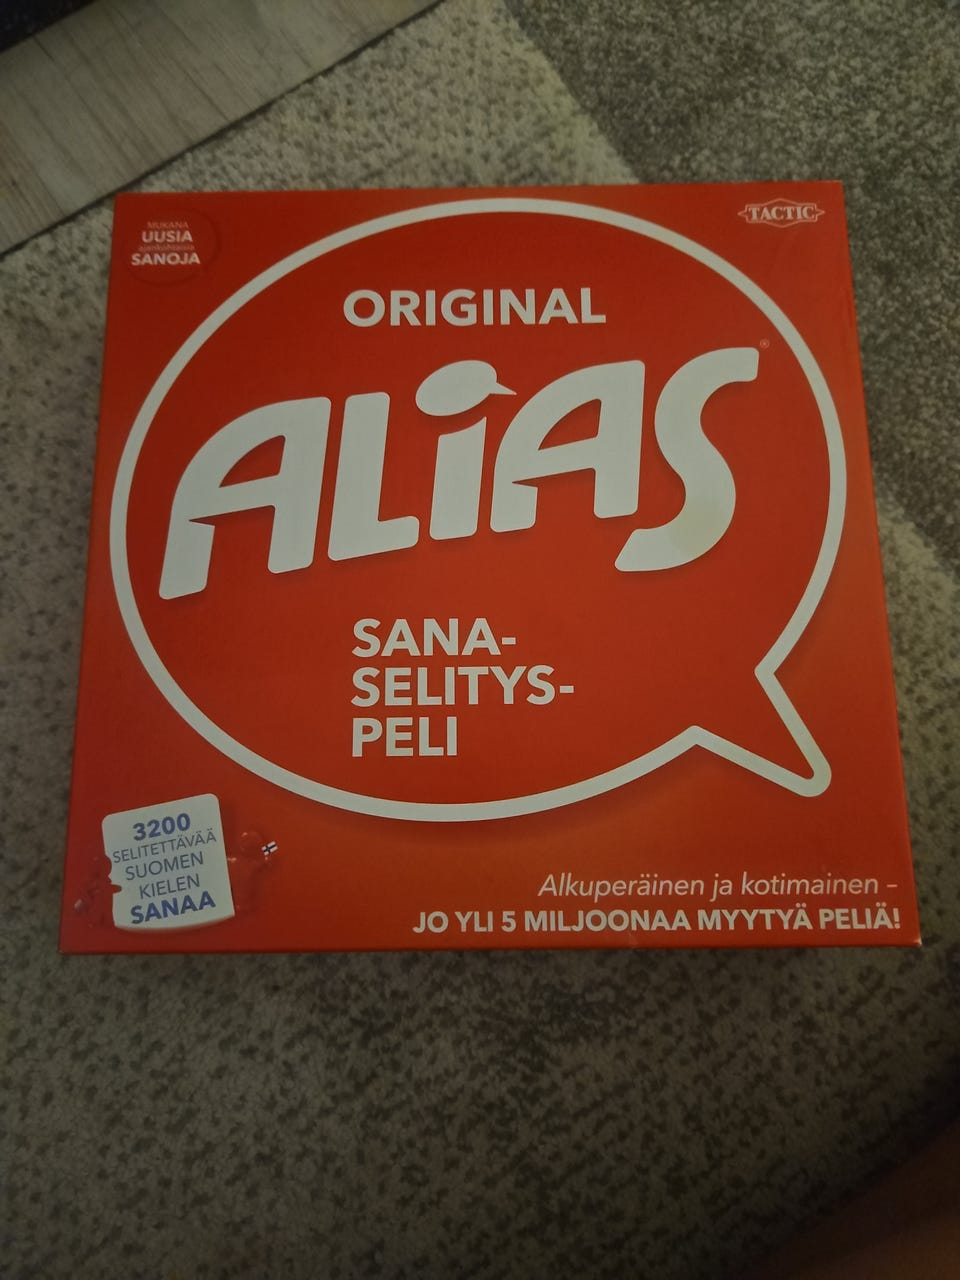 MUKANA
UUSIA
ajankohtaisia
SANOJA
TACTIC
ORIGINAL
ALiAS®
SANA-
SELITYS-
PELI
3200
SELITETTÄVÄÄ
SUOMEN
KIELEN
SANAA
Alkuperäinen ja kotimainen –
JO YLI 5 MILJOONAA MYYTYÄ PELIÄ!